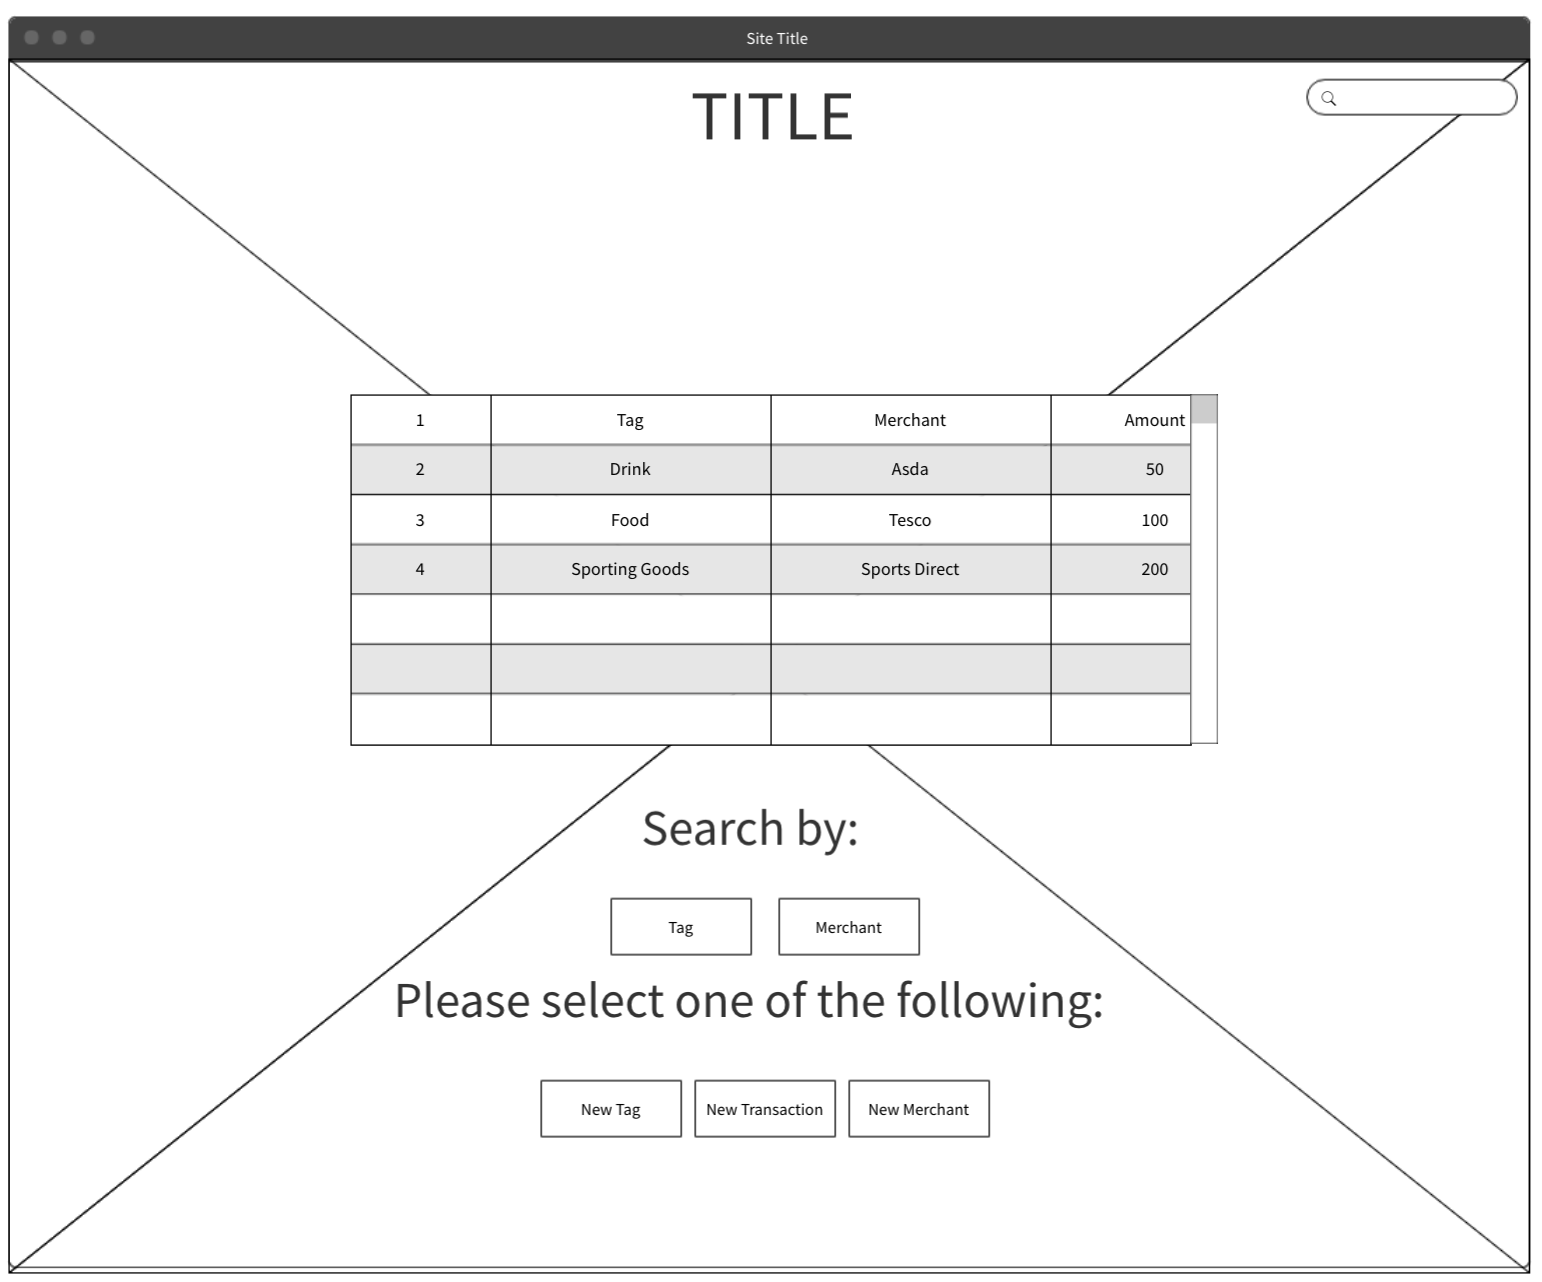 Site Title
TITLE
1 Tag Merchant Amount
2 Drink Asda 50
3 Food Tesco 100
4 Sporting Goods Sports Direct 200
Search by:
Tag Merchant
Please select one of the following:
New Tag New Transaction New Merchant